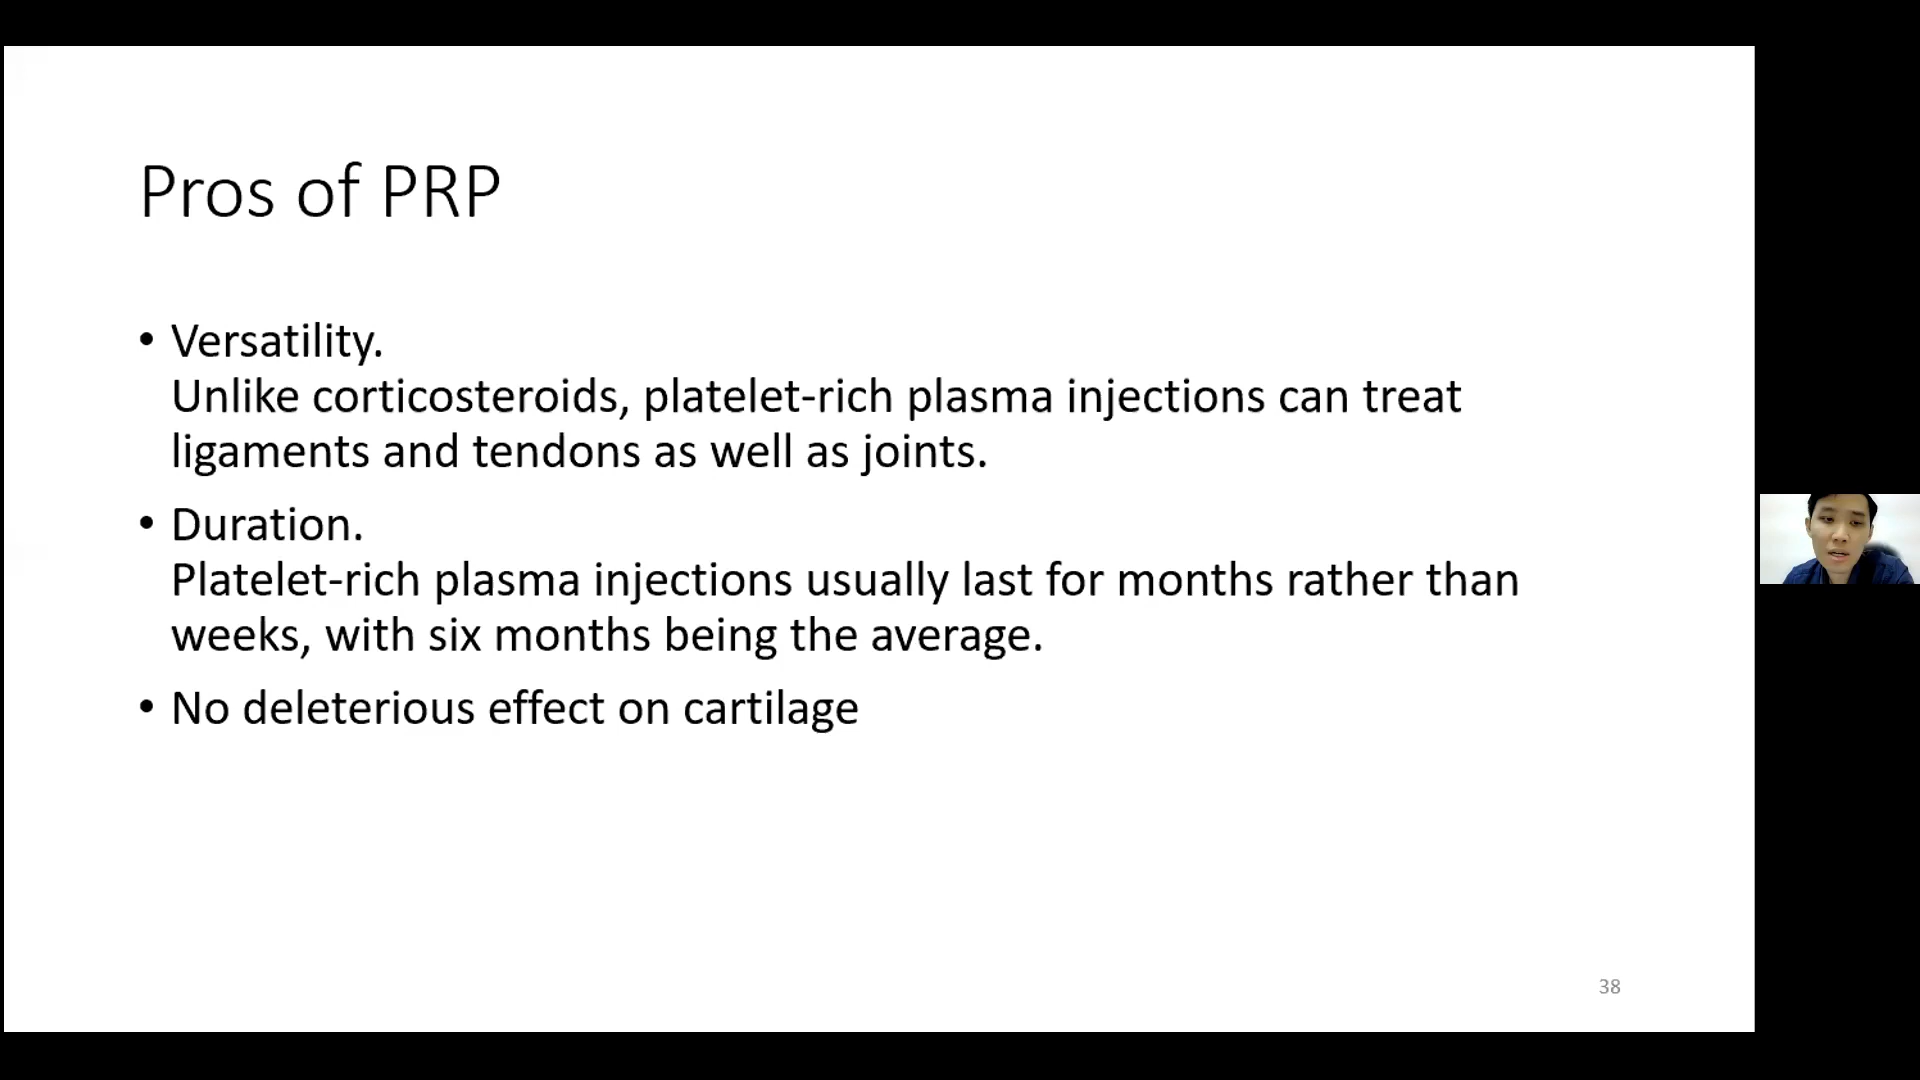 Pros of PRP
• Versatility.
Unlike corticosteroids, platelet-rich plasma injections can treat
ligaments and tendons as well as joints.
• Duration.
Platelet-rich plasma injections usually last for months rather than
weeks, with six months being the average.
• No deleterious effect on cartilage
38